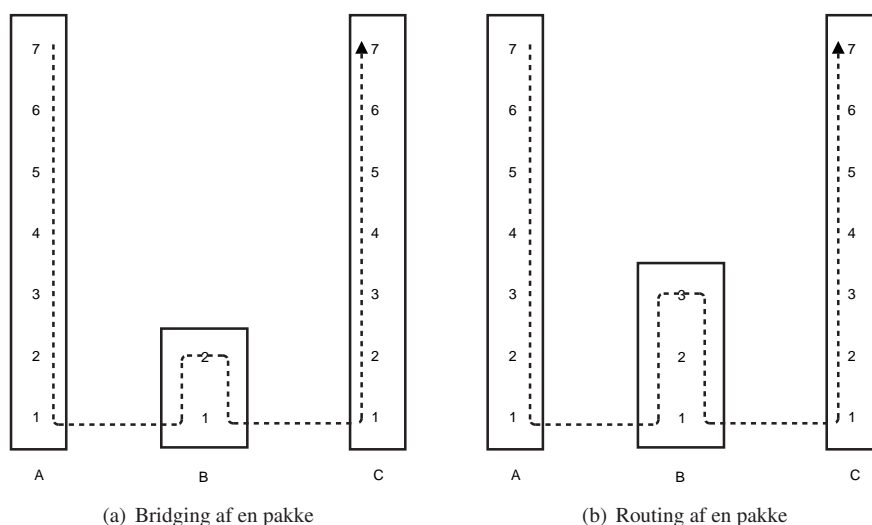 7 7 7 7
6 6 6 6
5 5 5 5
4 4 4 4
3 3 3 3 3
2 2 2 2 2 2
1 1 1 1 1 1
A B C A B C
(a) Bridging af en pakke (b) Routing af en pakke